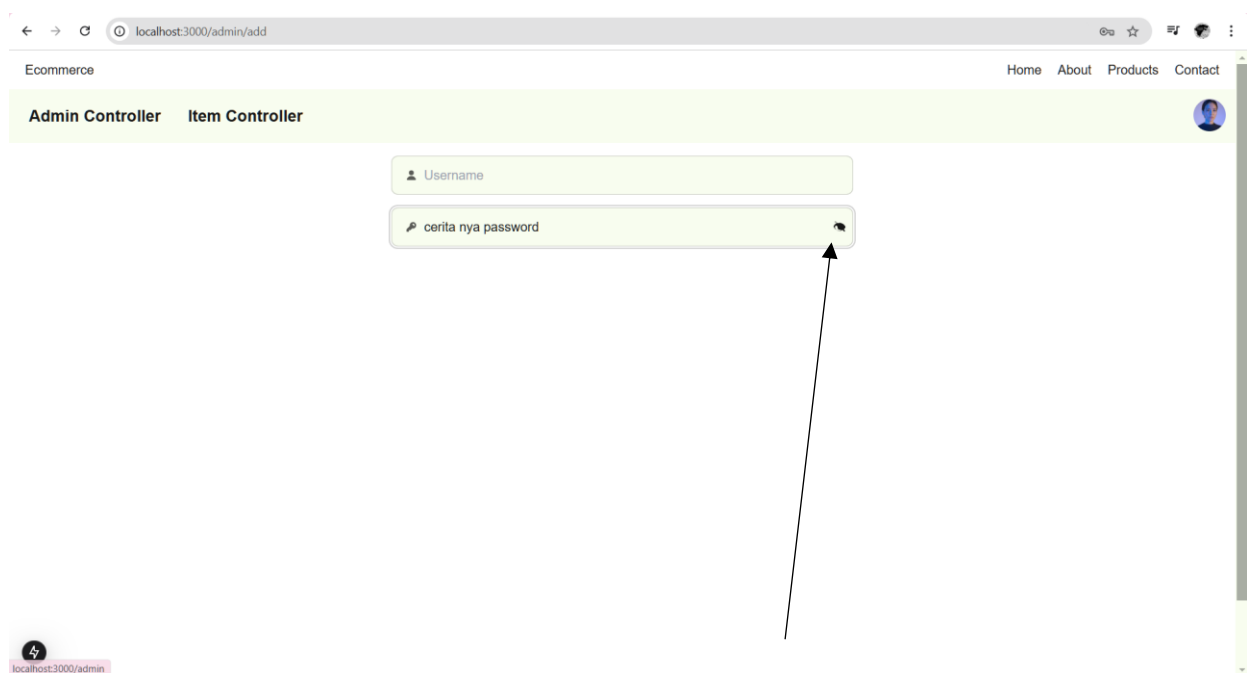 localhost:3000/admin/add
Ecommerce Home About Products Contact
Admin Controller Item Controller
Username
cerita nya password
localhost:3000/admin